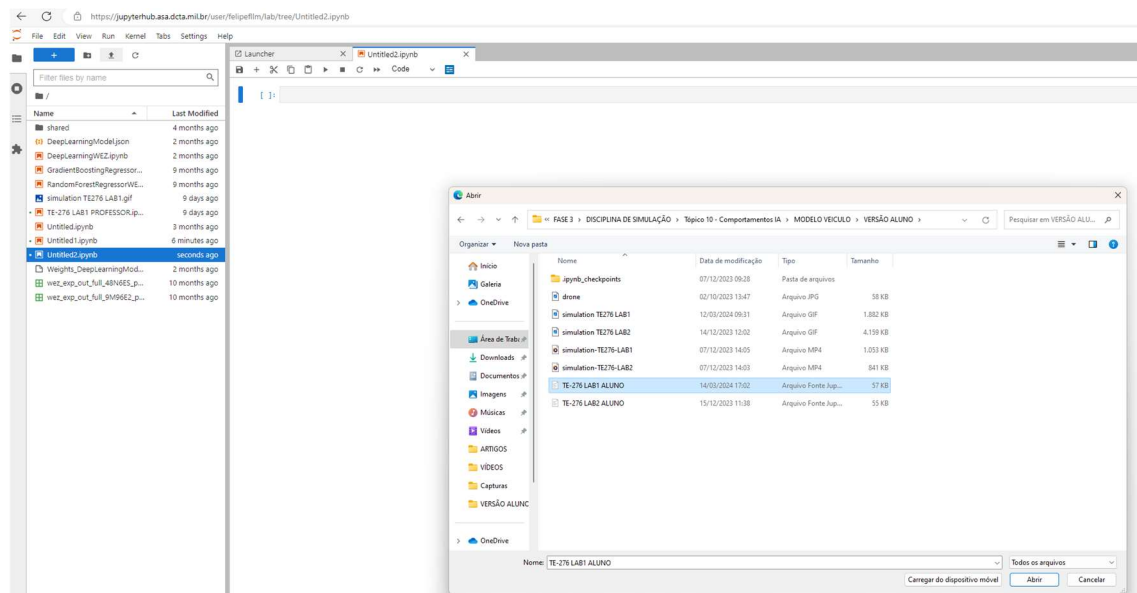 https://jupyterhub.asa.dcta.mil.br/user/felipefilm/lab/tree/Untitled2.ipynb
File Edit View Run Kernel Tabs Settings Help
Launcher
Untitled2.ipynb
Code
Filter files by name
/
Name Last Modified
shared 4 months ago
DeepLearningModel.json 2 months ago
DeepLearningWEZ.ipynb 2 months ago
GradientBoostingRegressor... 9 months ago
RandomForestRegressorWE... 9 months ago
simulation TE276 LAB1.gif 9 days ago
TE-276 LAB1 PROFESSOR.ip... 9 days ago
Untitled.ipynb 3 months ago
Untitled1.ipynb 6 minutes ago
Untitled2.ipynb seconds ago
Weights_DeepLearningMod... 2 months ago
wez_exp_out_full_48N6E5_p... 10 months ago
wez_exp_out_full_9M96E2_p... 10 months ago
[ ]:
Abrir
« FASE 3 › DISCIPLINA DE SIMULAÇÃO › Tópico 10 - Comportamentos IA › MODELO VEICULO › VERSÃO ALUNO ›
Pesquisar em VERSÃO ALU...
Organizar Nova pasta
Início
Galeria
OneDrive
Área de Traba
Downloads
Documentos
Imagens
Músicas
Vídeos
ARTIGOS
VÍDEOS
Capturas
VERSÃO ALUNO
OneDrive
Nome Data de modificação Tipo Tamanho
.ipynb_checkpoints 07/12/2023 09:28 Pasta de arquivos
drone 02/10/2023 13:47 Arquivo JPG 58 KB
simulation TE276 LAB1 12/03/2024 09:31 Arquivo GIF 1.882 KB
simulation TE276 LAB2 14/12/2023 12:02 Arquivo GIF 4.159 KB
simulation-TE276-LAB1 07/12/2023 14:05 Arquivo MP4 1.053 KB
simulation-TE276-LAB2 07/12/2023 14:03 Arquivo MP4 841 KB
TE-276 LAB1 ALUNO 14/03/2024 17:02 Arquivo Fonte Jup... 57 KB
TE-276 LAB2 ALUNO 15/12/2023 11:38 Arquivo Fonte Jup... 55 KB
Nome: TE-276 LAB1 ALUNO
Todos os arquivos
Carregar do dispositivo móvel Abrir Cancelar